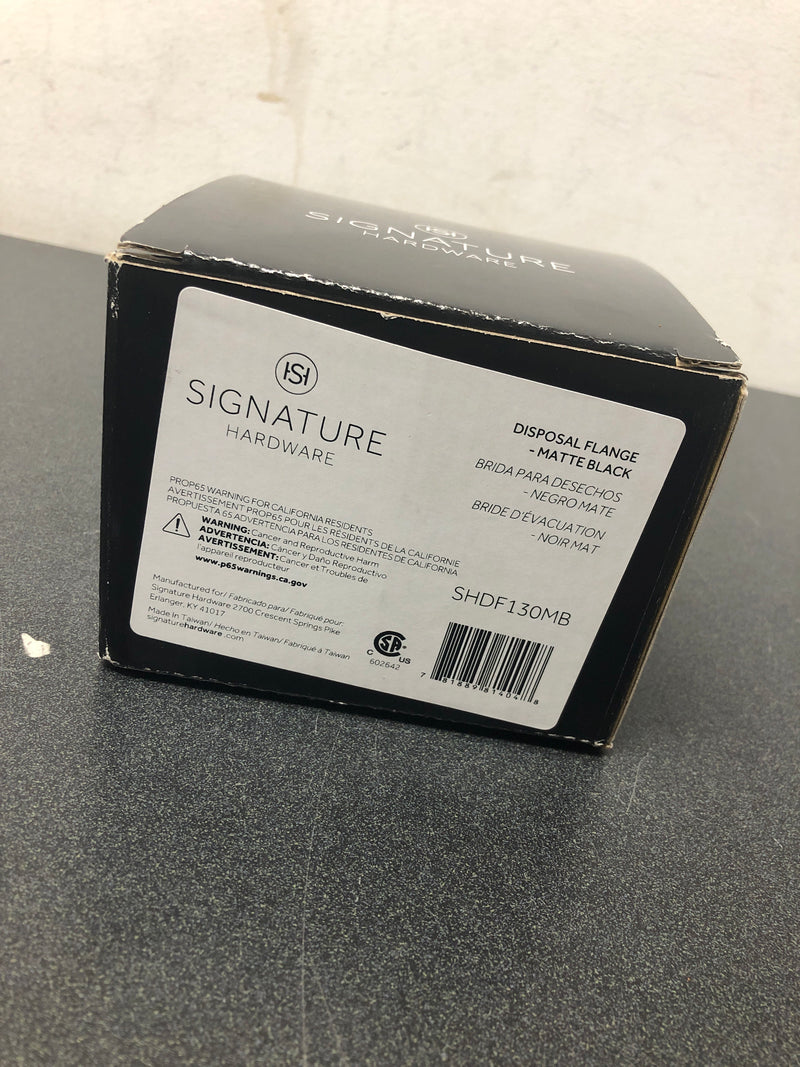 SIGNATURE
HARDWARE
SIGNATURE
HARDWARE
DISPOSAL FLANGE
- MATTE BLACK
BRIDA PARA DESECHOS
- NEGRO MATE
BRIDE D'ÉVACUATION
- NOIR MAT
PROP65 WARNING FOR CALIFORNIA RESIDENTS
AVERTISSEMENT PROP65 POUR LES RÉSIDENTS DE LA CALIFORNIE
PROPUESTA 65 ADVERTENCIA PARA LOS RESIDENTES DE CALIFORNIA
WARNING: Cancer and Reproductive Harm
ADVERTENCIA: Cáncer y Daño Reproductivo
AVERTISSEMENT: Cancer et Troubles de
l'appareil reproducteur
www.p65warnings.ca.gov
SHDF130MB
Manufactured for/ Fabricado para/ Fabriqué pour:
Signature Hardware 2700 Crescent Springs Pike
Erlanger, KY 41017
Made in Taiwan/ Hecho en Taiwan/ Fabriqué à Taiwan
signaturehardware.com
C US
602642
7 81889 81404 8